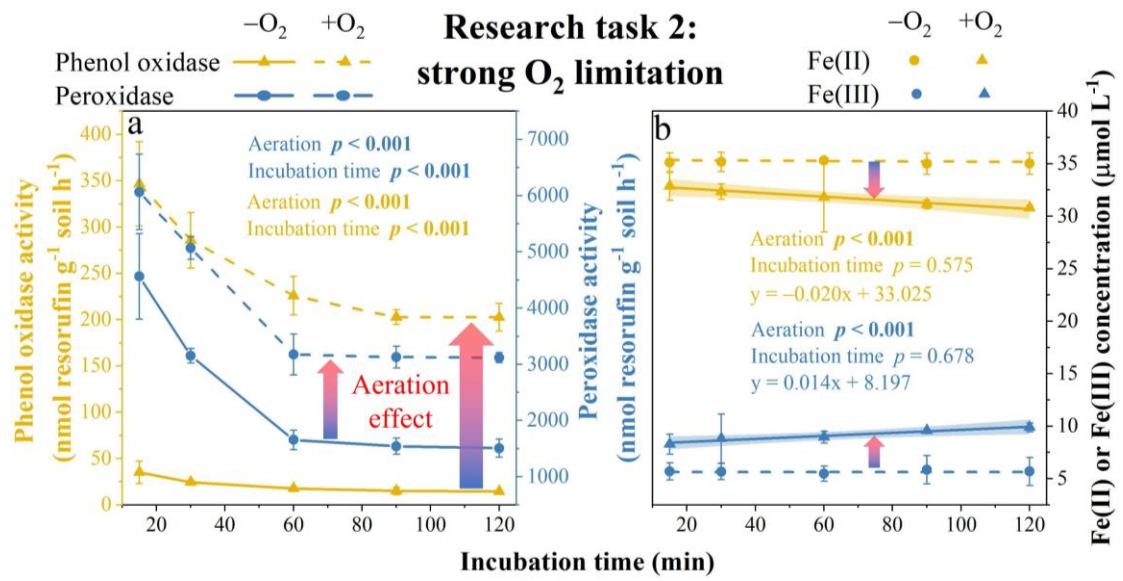 Research task 2:
strong O₂ limitation
−O₂ +O₂
Phenol oxidase
Peroxidase
−O₂ +O₂
Fe(II)
Fe(III)
a
Aeration p < 0.001
Incubation time p < 0.001
Aeration p < 0.001
Incubation time p < 0.001
Aeration
effect
Phenol oxidase activity
(nmol resorufin g⁻¹ soil h⁻¹)
400
350
300
250
200
150
100
50
0
7000
6000
5000
4000
3000
2000
1000
Peroxidase activity
(nmol resorufin g⁻¹ soil h⁻¹)
20 40 60 80 100 120
b
Aeration p < 0.001
Incubation time p = 0.575
y = −0.020x + 33.025
Aeration p < 0.001
Incubation time p = 0.678
y = 0.014x + 8.197
40
35
30
25
20
15
10
5
Fe(II) or Fe(III) concentration (μmol L⁻¹)
20 40 60 80 100 120
Incubation time (min)